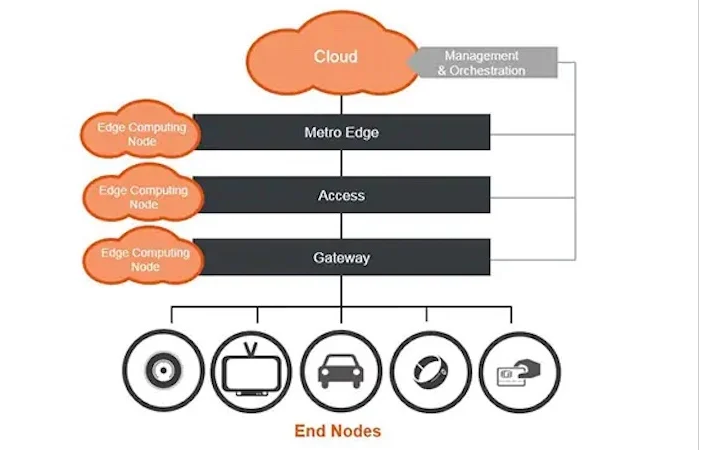 Cloud
Management
& Orchestration
Edge Computing
Node
Metro Edge
Edge Computing
Node
Access
Edge Computing
Node
Gateway
End Nodes